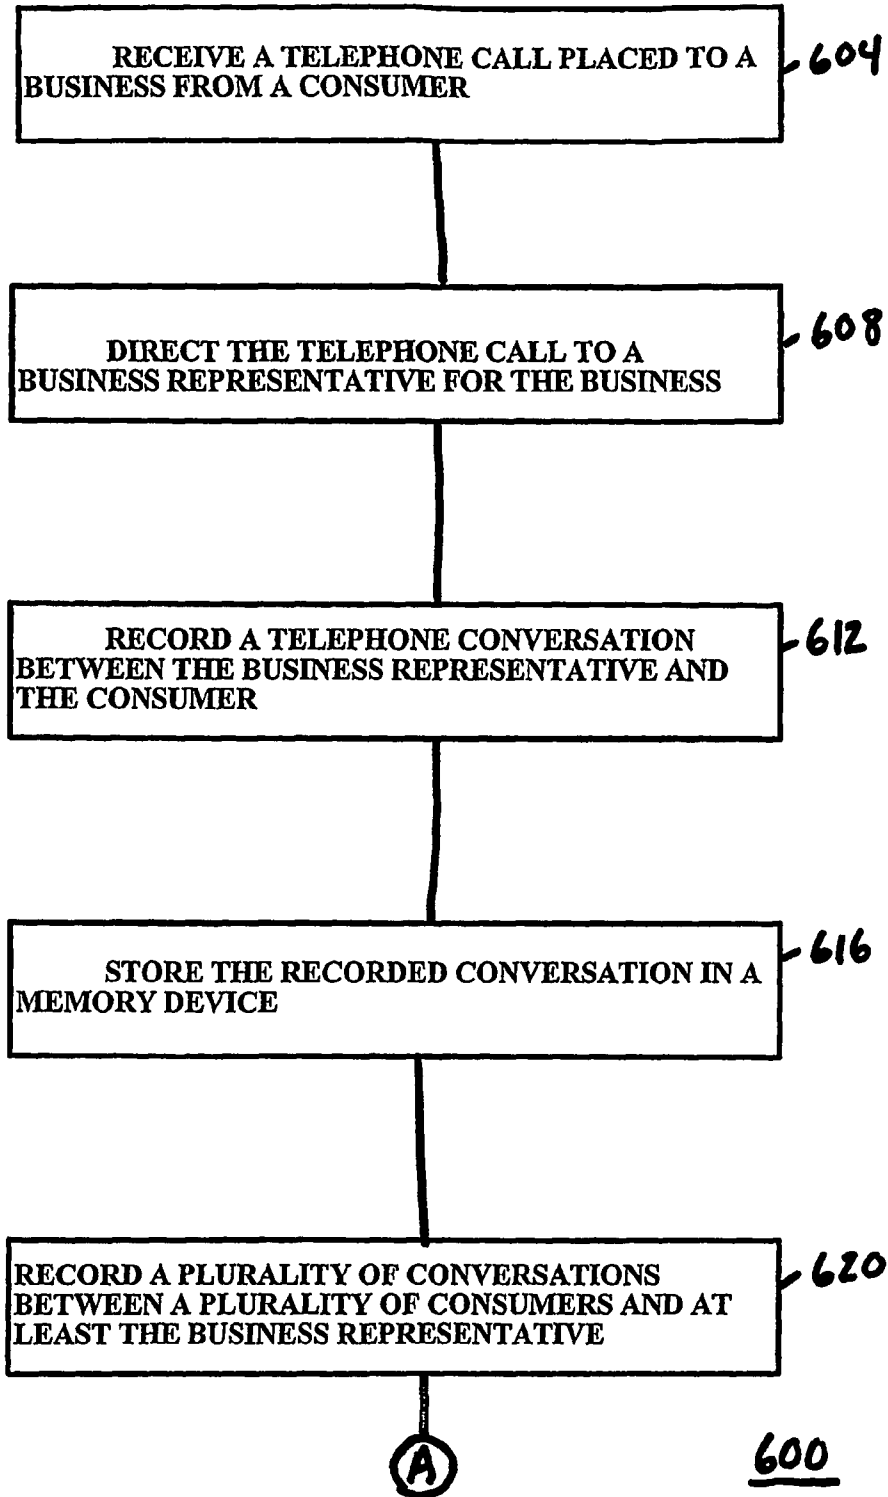 RECEIVE A TELEPHONE CALL PLACED TO A
BUSINESS FROM A CONSUMER
604
DIRECT THE TELEPHONE CALL TO A
BUSINESS REPRESENTATIVE FOR THE BUSINESS
608
RECORD A TELEPHONE CONVERSATION
BETWEEN THE BUSINESS REPRESENTATIVE AND
THE CONSUMER
612
STORE THE RECORDED CONVERSATION IN A
MEMORY DEVICE
616
RECORD A PLURALITY OF CONVERSATIONS
BETWEEN A PLURALITY OF CONSUMERS AND AT
LEAST THE BUSINESS REPRESENTATIVE
620
A
600